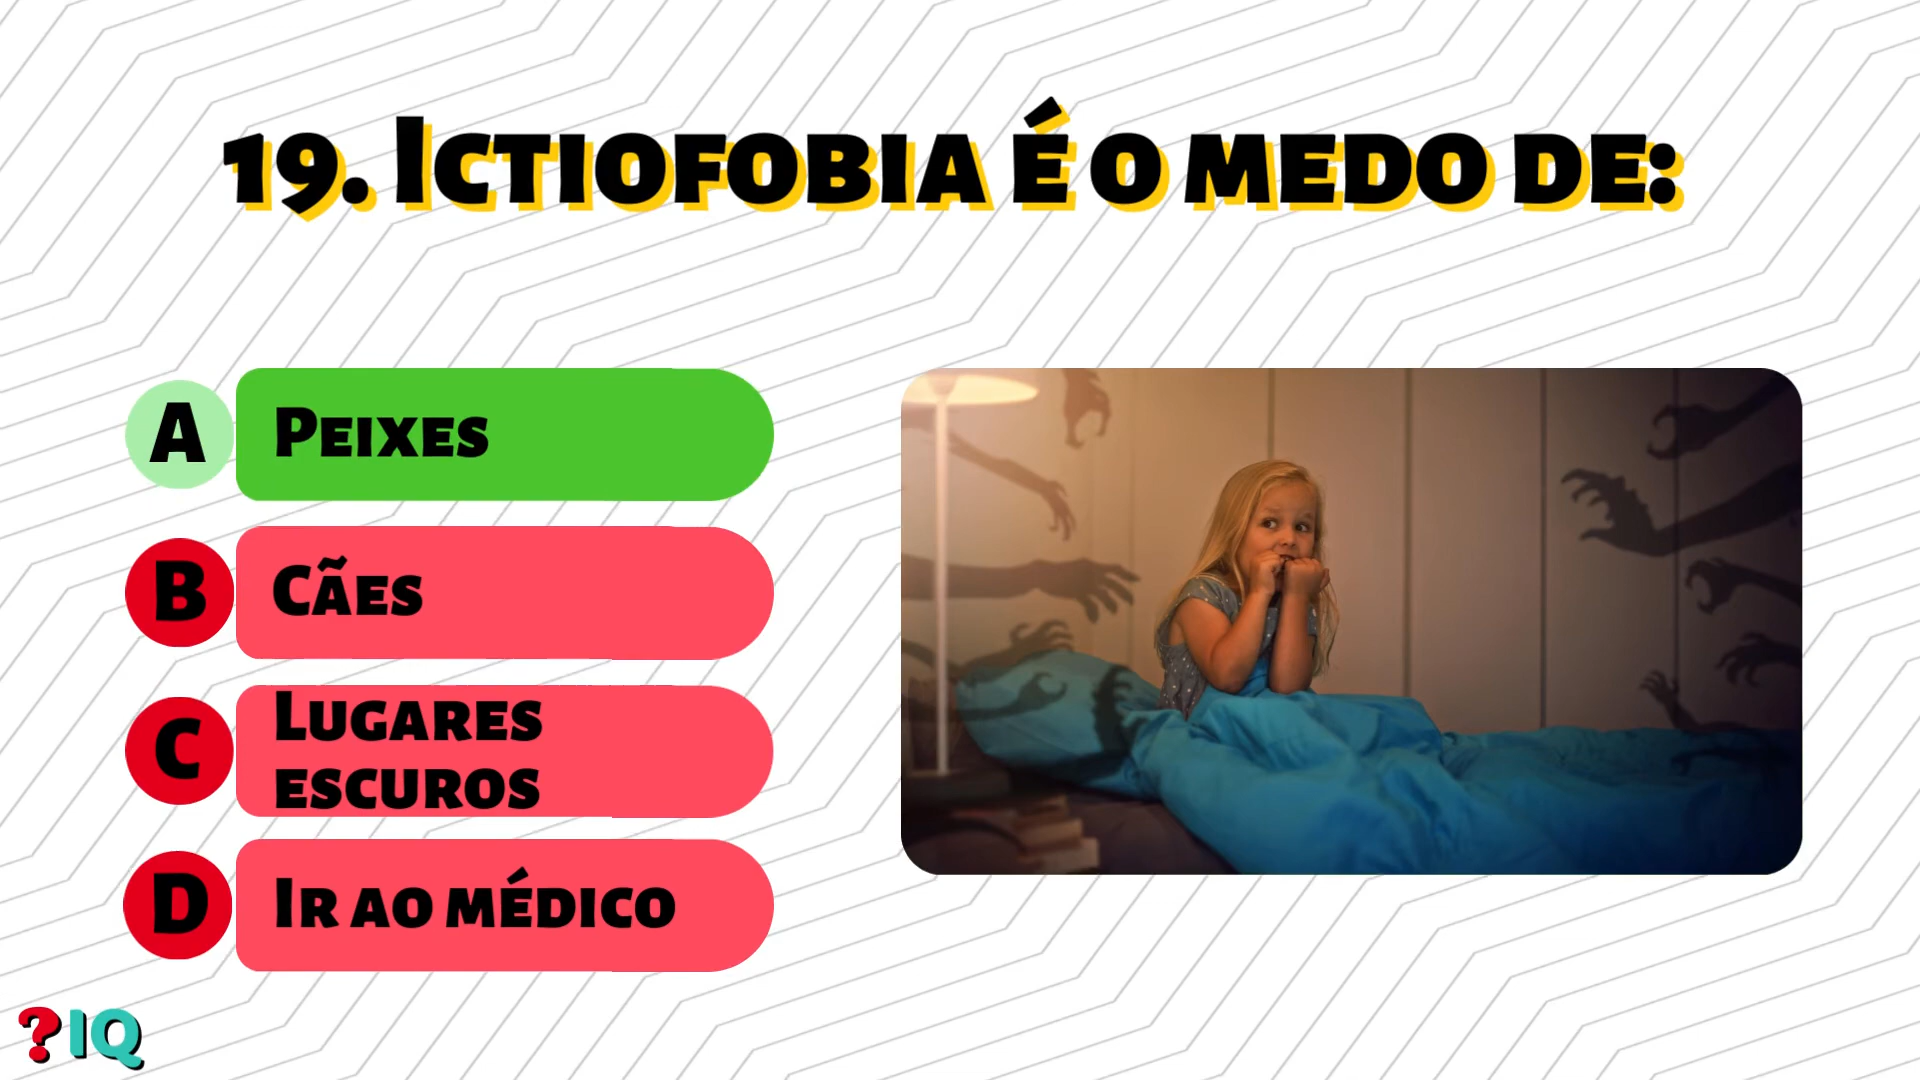 19. Ictiofobia é o medo de:
A Peixes
B Cães
C Lugares
escuros
D Ir ao médico
?IQ